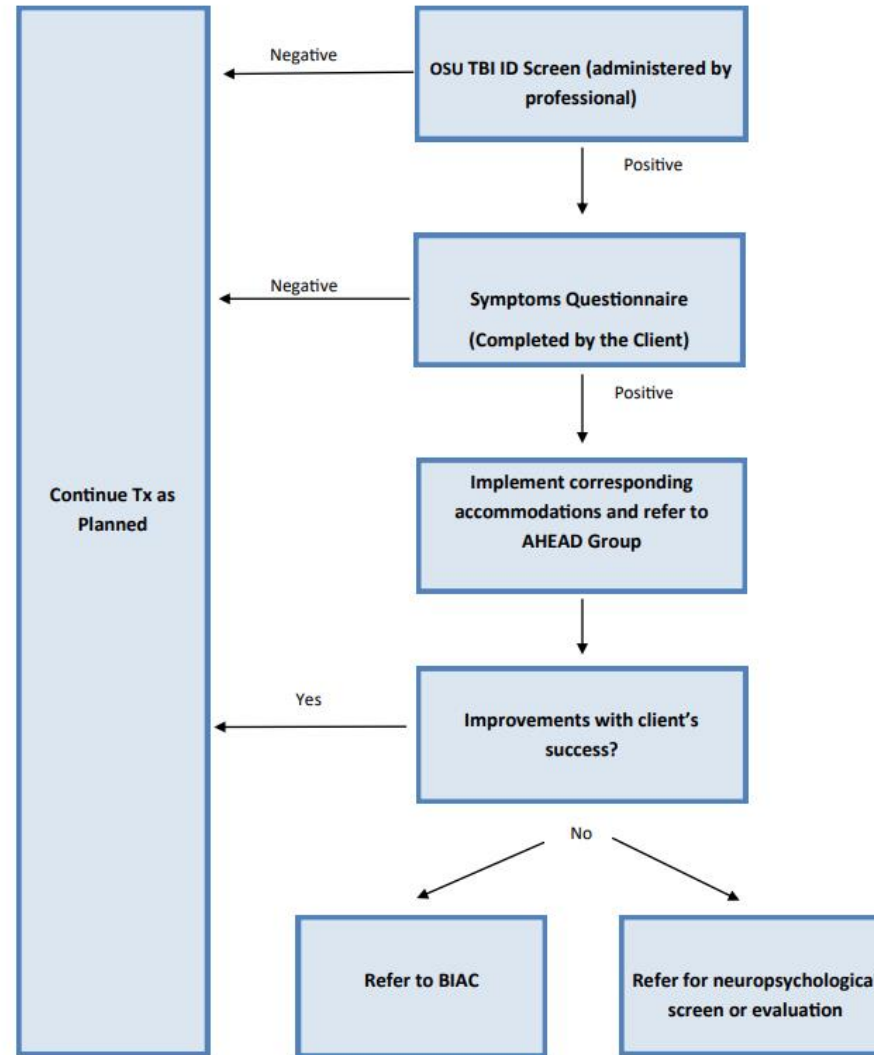 Negative
OSU TBI ID Screen (administered by
professional)
Positive
Negative
Symptoms Questionnaire
(Completed by the Client)
Positive
Continue Tx as
Planned
Implement corresponding
accommodations and refer to
AHEAD Group
Yes
Improvements with client's
success?
No
Refer to BIAC
Refer for neuropsychological
screen or evaluation